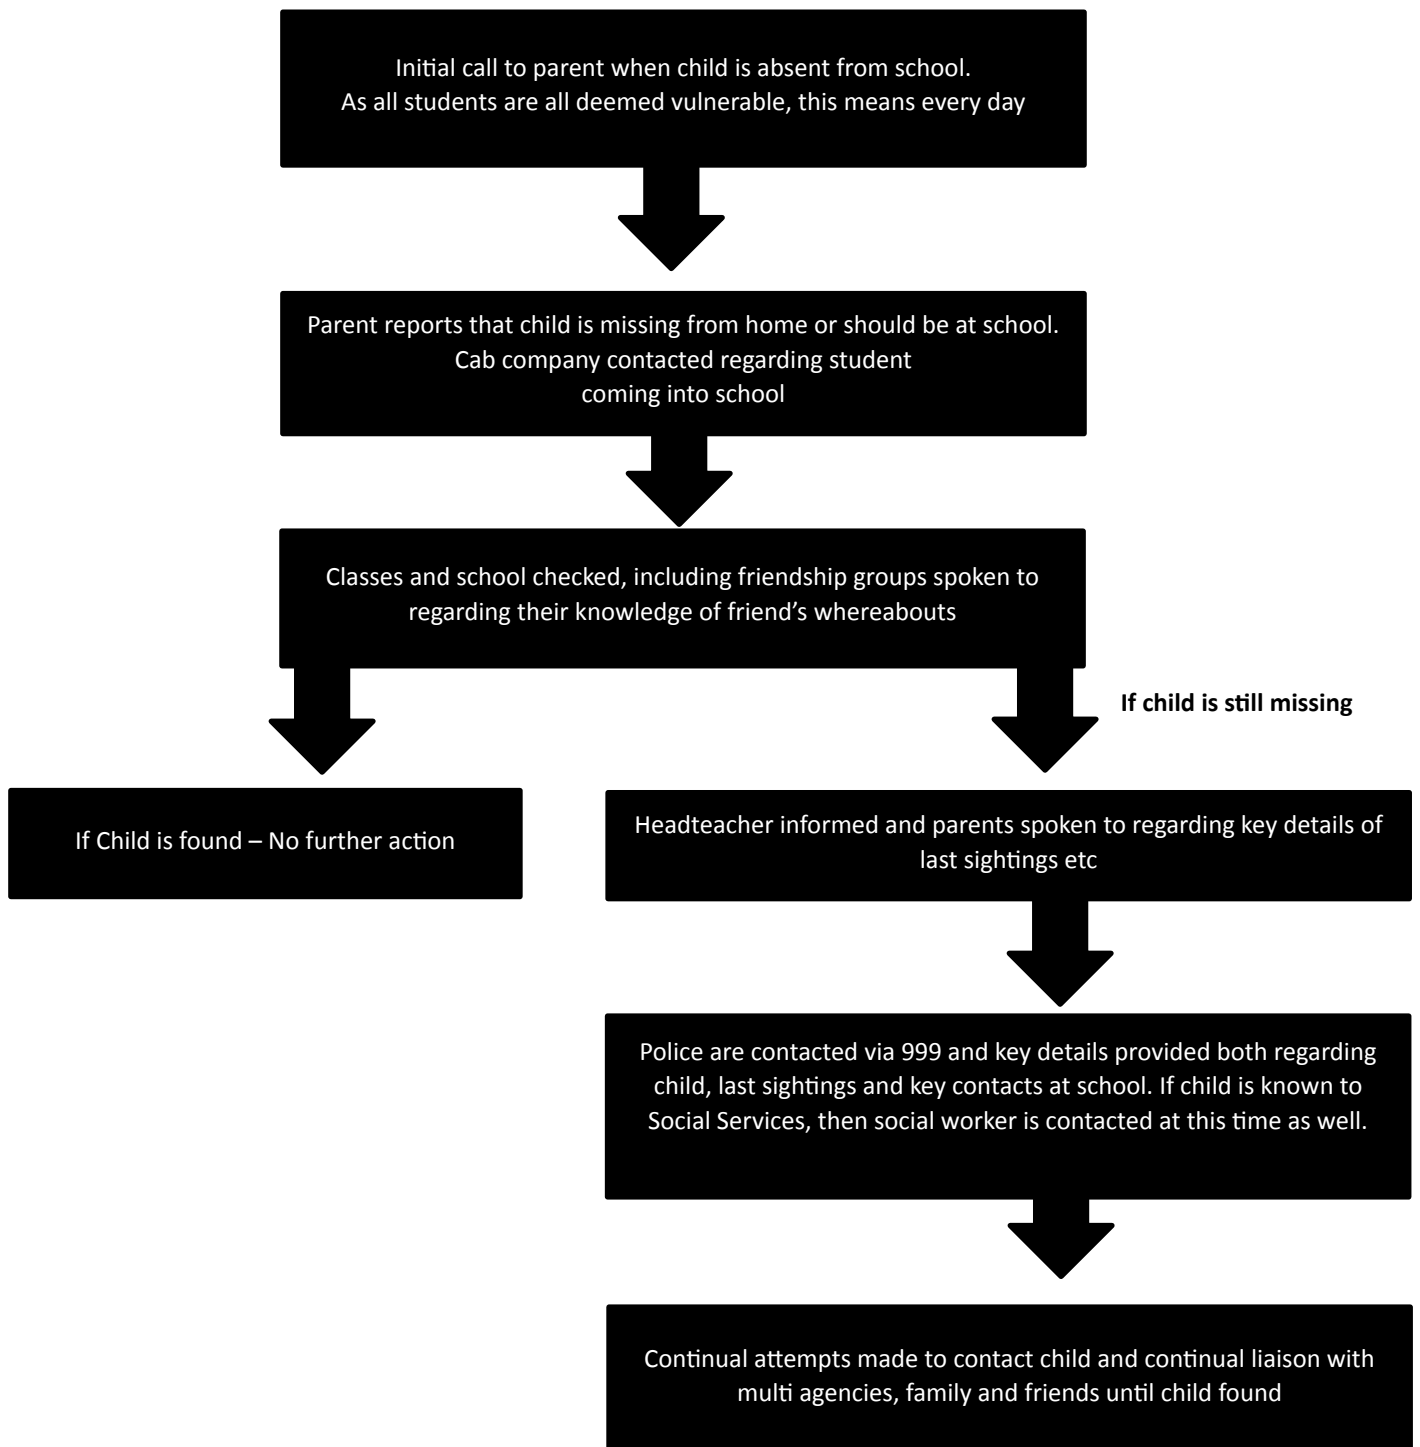 Initial call to parent when child is absent from school.
As all students are all deemed vulnerable, this means every day
Parent reports that child is missing from home or should be at school.
Cab company contacted regarding student
coming into school
Classes and school checked, including friendship groups spoken to
regarding their knowledge of friend’s whereabouts
If child is still missing
If Child is found – No further action
Headteacher informed and parents spoken to regarding key details of
last sightings etc
Police are contacted via 999 and key details provided both regarding
child, last sightings and key contacts at school. If child is known to
Social Services, then social worker is contacted at this time as well.
Continual attempts made to contact child and continual liaison with
multi agencies, family and friends until child found